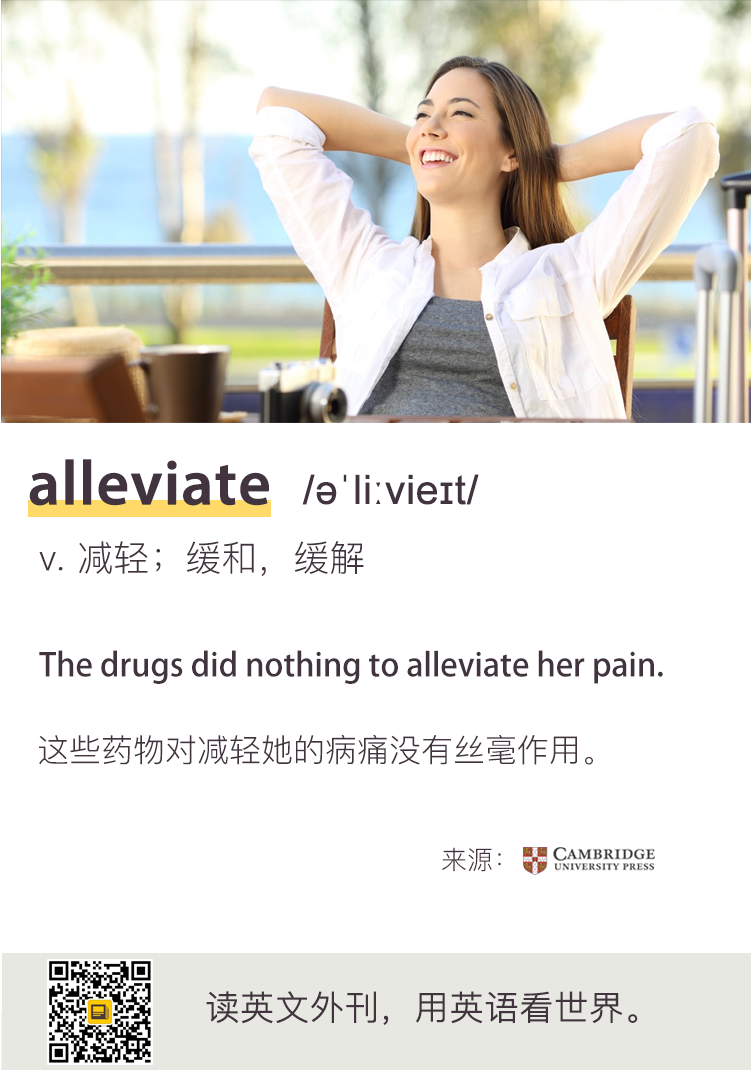 alleviate /əˈliːvieɪt/
v. 减轻；缓和，缓解
The drugs did nothing to alleviate her pain.
这些药物对减轻她的病痛没有丝毫作用。
来源： CAMBRIDGE
UNIVERSITY PRESS
读英文外刊，用英语看世界。